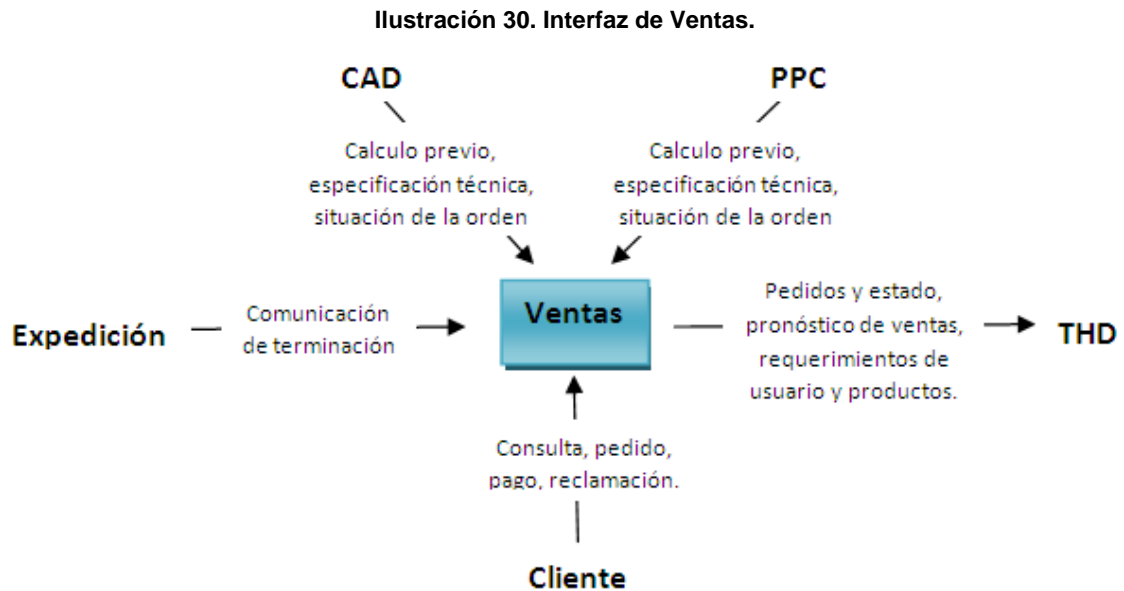 Ilustración 30. Interfaz de Ventas.
CAD
PPC
Calculo previo,
especificación técnica,
situación de la orden
Calculo previo,
especificación técnica,
situación de la orden
Expedición
Comunicación
de terminación
Ventas
Pedidos y estado,
pronóstico de ventas,
requerimientos de
usuario y productos.
THD
Consulta, pedido,
pago, reclamación.
Cliente